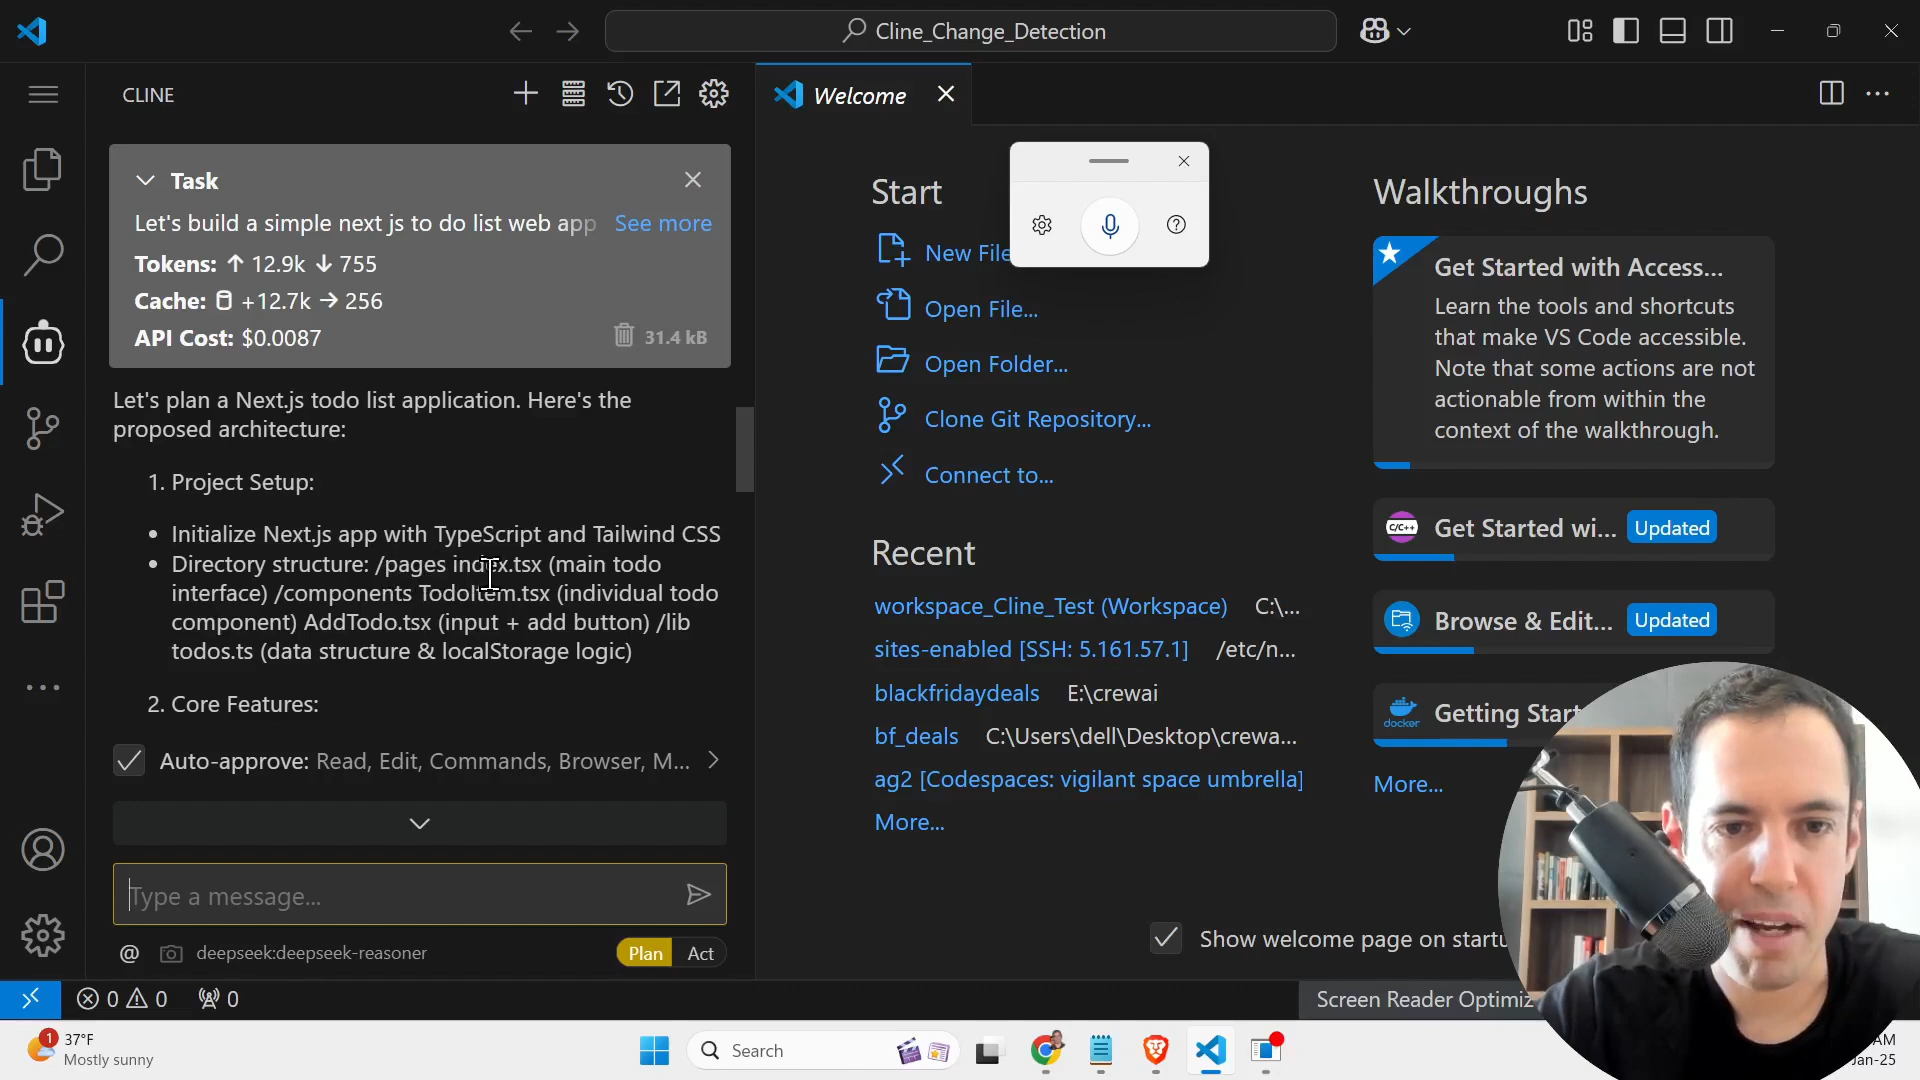 Cline_Change_Detection
CLINE
Welcome
Task
Let's build a simple next js to do list web app See more
Tokens: ↑ 12.9k ↓ 755
Cache: +12.7k → 256
API Cost: $0.0087
31.4 kB
Let's plan a Next.js todo list application. Here's the
proposed architecture:
1. Project Setup:
• Initialize Next.js app with TypeScript and Tailwind CSS
• Directory structure: /pages index.tsx (main todo
interface) /components TodoItem.tsx (individual todo
component) AddTodo.tsx (input + add button) /lib
todos.ts (data structure & localStorage logic)
2. Core Features:
Auto-approve: Read, Edit, Commands, Browser, M...
Type a message...
@ deepseek:deepseek-reasoner
Plan Act
Start
New File
Open File...
Open Folder...
Clone Git Repository...
Connect to...
Recent
workspace_Cline_Test (Workspace) C:\...
sites-enabled [SSH: 5.161.57.1] /etc/n...
blackfridaydeals E:\crewai
bf_deals C:\Users\dell\Desktop\crewa...
ag2 [Codespaces: vigilant space umbrella]
More...
Walkthroughs
Get Started with Access...
Learn the tools and shortcuts
that make VS Code accessible.
Note that some actions are not
actionable from within the
context of the walkthrough.
C/C++ Get Started wi... Updated
Browse & Edit... Updated
docker Getting Start
More...
Show welcome page on startu
0 0 0
Screen Reader Optimiz
1
37°F
Mostly sunny
Search
AM
Jan-25